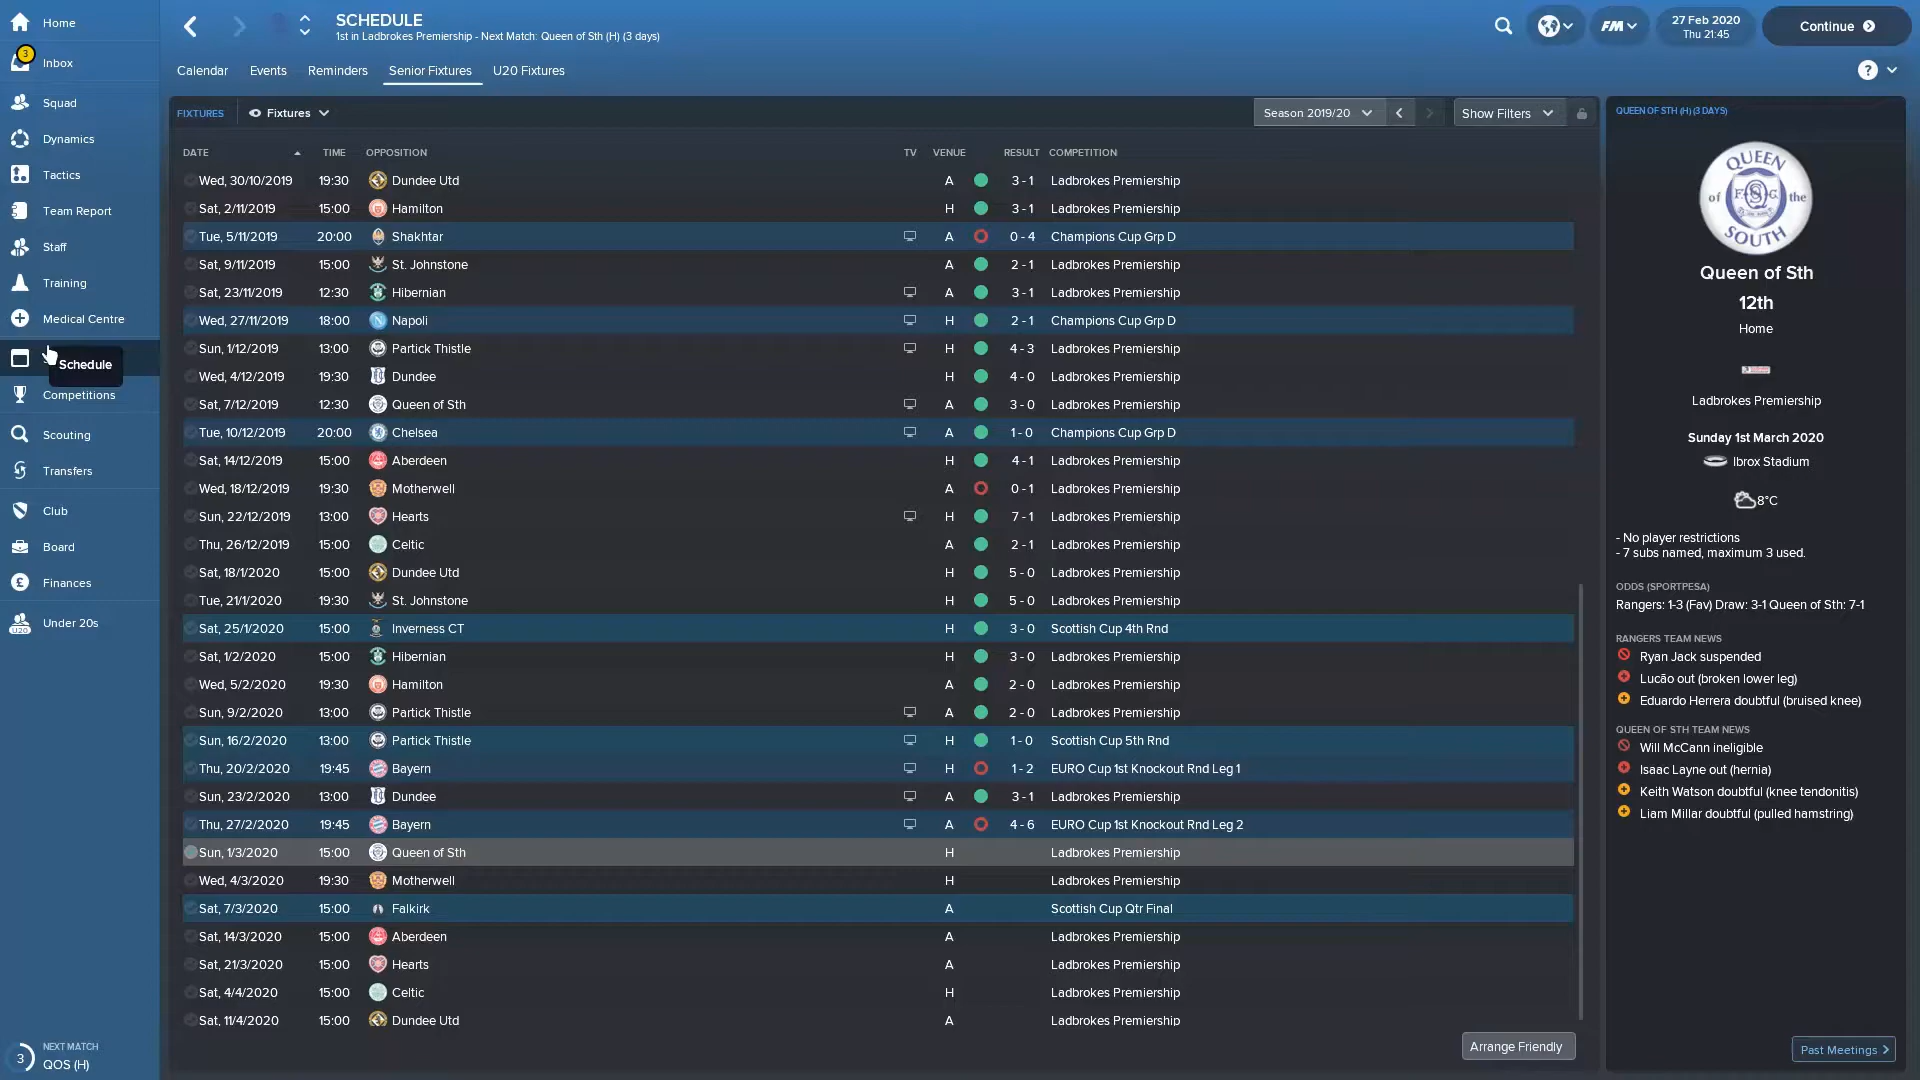 Home
3
Inbox
Squad
Dynamics
Tactics
Team Report
Staff
Training
Medical Centre
Schedule
Competitions
Scouting
Transfers
Club
Board
£ Finances
U20 Under 20s
3 NEXT MATCH
QOS (H)
SCHEDULE
1st in Ladbrokes Premiership - Next Match: Queen of Sth (H) (3 days)
FM
27 Feb 2020
Thu 21:45
Continue
Calendar Events Reminders Senior Fixtures U20 Fixtures
?
FIXTURES Fixtures Season 2019/20 Show Filters
DATE TIME OPPOSITION TV VENUE RESULT COMPETITION
Wed, 30/10/2019 19:30 Dundee Utd A 3 - 1 Ladbrokes Premiership
Sat, 2/11/2019 15:00 Hamilton H 3 - 1 Ladbrokes Premiership
Tue, 5/11/2019 20:00 Shakhtar A 0 - 4 Champions Cup Grp D
Sat, 9/11/2019 15:00 St. Johnstone A 2 - 1 Ladbrokes Premiership
Sat, 23/11/2019 12:30 Hibernian A 3 - 1 Ladbrokes Premiership
Wed, 27/11/2019 18:00 Napoli H 2 - 1 Champions Cup Grp D
Sun, 1/12/2019 13:00 Partick Thistle H 4 - 3 Ladbrokes Premiership
Wed, 4/12/2019 19:30 Dundee H 4 - 0 Ladbrokes Premiership
Sat, 7/12/2019 12:30 Queen of Sth A 3 - 0 Ladbrokes Premiership
Tue, 10/12/2019 20:00 Chelsea A 1 - 0 Champions Cup Grp D
Sat, 14/12/2019 15:00 Aberdeen H 4 - 1 Ladbrokes Premiership
Wed, 18/12/2019 19:30 Motherwell A 0 - 1 Ladbrokes Premiership
Sun, 22/12/2019 13:00 Hearts H 7 - 1 Ladbrokes Premiership
Thu, 26/12/2019 15:00 Celtic A 2 - 1 Ladbrokes Premiership
Sat, 18/1/2020 15:00 Dundee Utd H 5 - 0 Ladbrokes Premiership
Tue, 21/1/2020 19:30 St. Johnstone H 5 - 0 Ladbrokes Premiership
Sat, 25/1/2020 15:00 Inverness CT H 3 - 0 Scottish Cup 4th Rnd
Sat, 1/2/2020 15:00 Hibernian H 3 - 0 Ladbrokes Premiership
Wed, 5/2/2020 19:30 Hamilton A 2 - 0 Ladbrokes Premiership
Sun, 9/2/2020 13:00 Partick Thistle A 2 - 0 Ladbrokes Premiership
Sun, 16/2/2020 13:00 Partick Thistle H 1 - 0 Scottish Cup 5th Rnd
Thu, 20/2/2020 19:45 Bayern H 1 - 2 EURO Cup 1st Knockout Rnd Leg 1
Sun, 23/2/2020 13:00 Dundee A 3 - 1 Ladbrokes Premiership
Thu, 27/2/2020 19:45 Bayern A 4 - 6 EURO Cup 1st Knockout Rnd Leg 2
Sun, 1/3/2020 15:00 Queen of Sth H Ladbrokes Premiership
Wed, 4/3/2020 19:30 Motherwell H Ladbrokes Premiership
Sat, 7/3/2020 15:00 Falkirk A Scottish Cup Qtr Final
Sat, 14/3/2020 15:00 Aberdeen A Ladbrokes Premiership
Sat, 21/3/2020 15:00 Hearts A Ladbrokes Premiership
Sat, 4/4/2020 15:00 Celtic H Ladbrokes Premiership
Sat, 11/4/2020 15:00 Dundee Utd A Ladbrokes Premiership
Arrange Friendly
QUEEN OF STH (H) (3 DAYS)
QUEEN
of the
SOUTH
Queen of Sth
12th
Home
Ladbrokes Premiership
Sunday 1st March 2020
Ibrox Stadium
8°C
- No player restrictions
- 7 subs named, maximum 3 used.
ODDS (SPORTPESA)
Rangers: 1-3 (Fav) Draw: 3-1 Queen of Sth: 7-1
RANGERS TEAM NEWS
Ryan Jack suspended
Lucão out (broken lower leg)
Eduardo Herrera doubtful (bruised knee)
QUEEN OF STH TEAM NEWS
Will McCann ineligible
Isaac Layne out (hernia)
Keith Watson doubtful (knee tendonitis)
Liam Millar doubtful (pulled hamstring)
Past Meetings